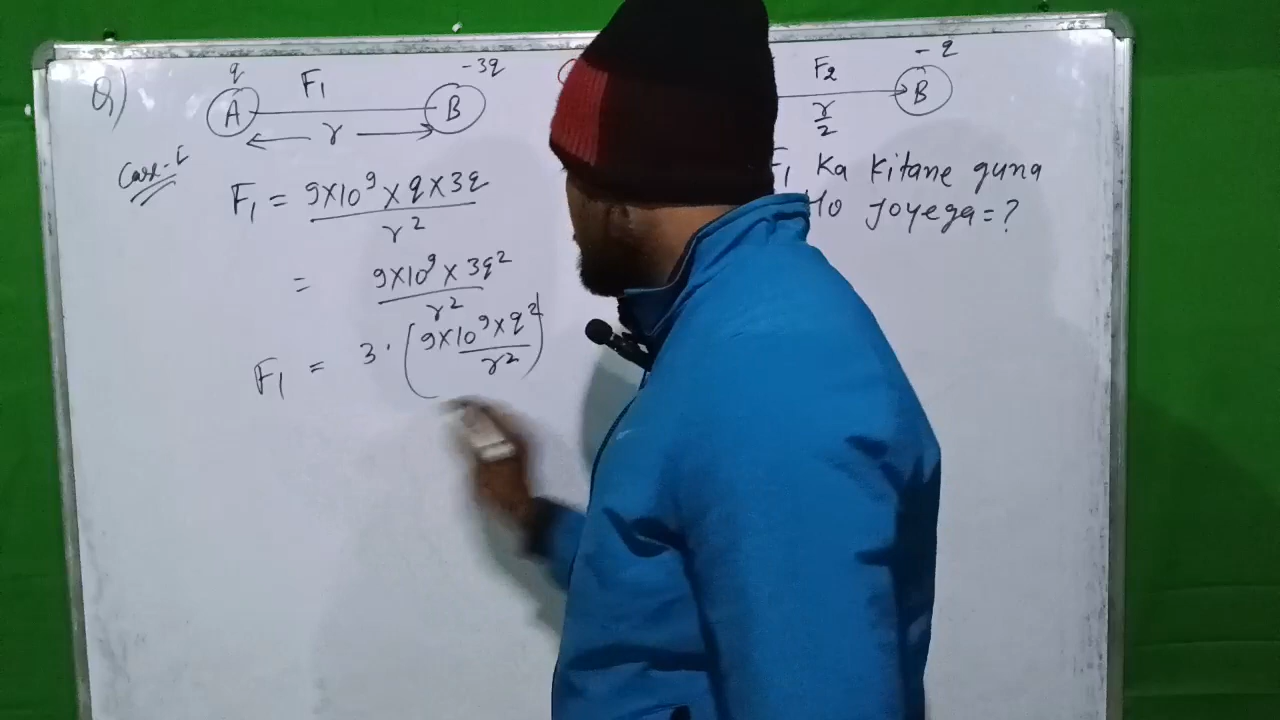 Q)
q
F₁
-3q
A
B
r
F₂
-q
B
r/2
Case-I
F₁ = 9×10⁹ × q × 3q / r²
= 9×10⁹ × 3q² / r²
F₁ = 3 · (9×10⁹ × q² / r²)
F₁ Ka Kitane guna
Ho Joyega = ?